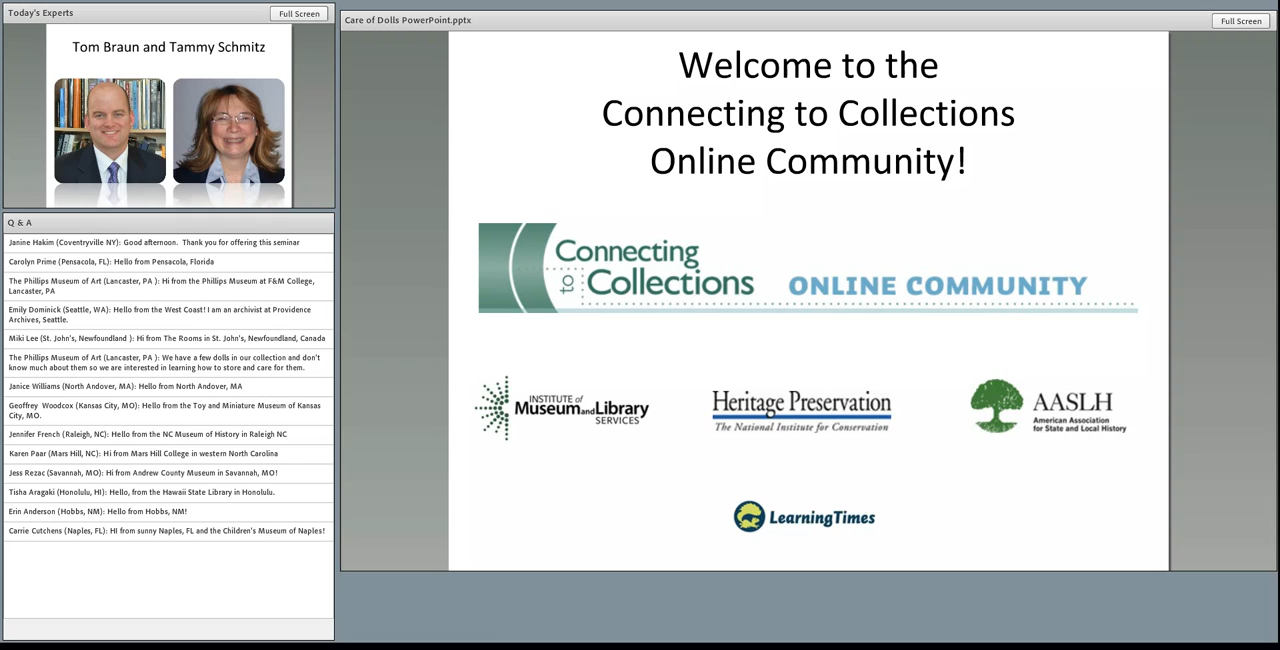 Today's Experts
Full Screen
Tom Braun and Tammy Schmitz
Q & A
Janine Hakim (Coventryville NY): Good afternoon.  Thank you for offering this seminar
Carolyn Prime (Pensacola, FL): Hello from Pensacola, Florida
The Phillips Museum of Art (Lancaster, PA ): Hi from the Phillips Museum at F&M College,
Lancaster, PA
Emily Dominick (Seattle, WA): Hello from the West Coast! I am an archivist at Providence
Archives, Seattle.
Miki Lee (St. John's, Newfoundland ): Hi from The Rooms in St. John's, Newfoundland, Canada
The Phillips Museum of Art (Lancaster, PA ): We have a few dolls in our collection and don't
know much about them so we are interested in learning how to store and care for them.
Janice Williams (North Andover, MA): Hello from North Andover, MA
Geoffrey  Woodcox (Kansas City, MO): Hello from the Toy and Miniature Museum of Kansas
City, MO.
Jennifer French (Raleigh, NC): Hello from the NC Museum of History in Raleigh NC
Karen Paar (Mars Hill, NC): Hi from Mars Hill College in western North Carolina
Jess Rezac (Savannah, MO): Hi from Andrew County Museum in Savannah, MO!
Tisha Aragaki (Honolulu, HI): Hello, from the Hawaii State Library in Honolulu.
Erin Anderson (Hobbs, NM): Hello from Hobbs, NM!
Carrie Cutchens (Naples, FL): HI from sunny Naples, FL and the Children's Museum of Naples!
Care of Dolls PowerPoint.pptx
Full Screen
Welcome to the
Connecting to Collections
Online Community!
Connecting
to Collections
ONLINE COMMUNITY
INSTITUTE of
Museum and Library
SERVICES
Heritage Preservation
The National Institute for Conservation
AASLH
American Association
for State and Local History
LearningTimes